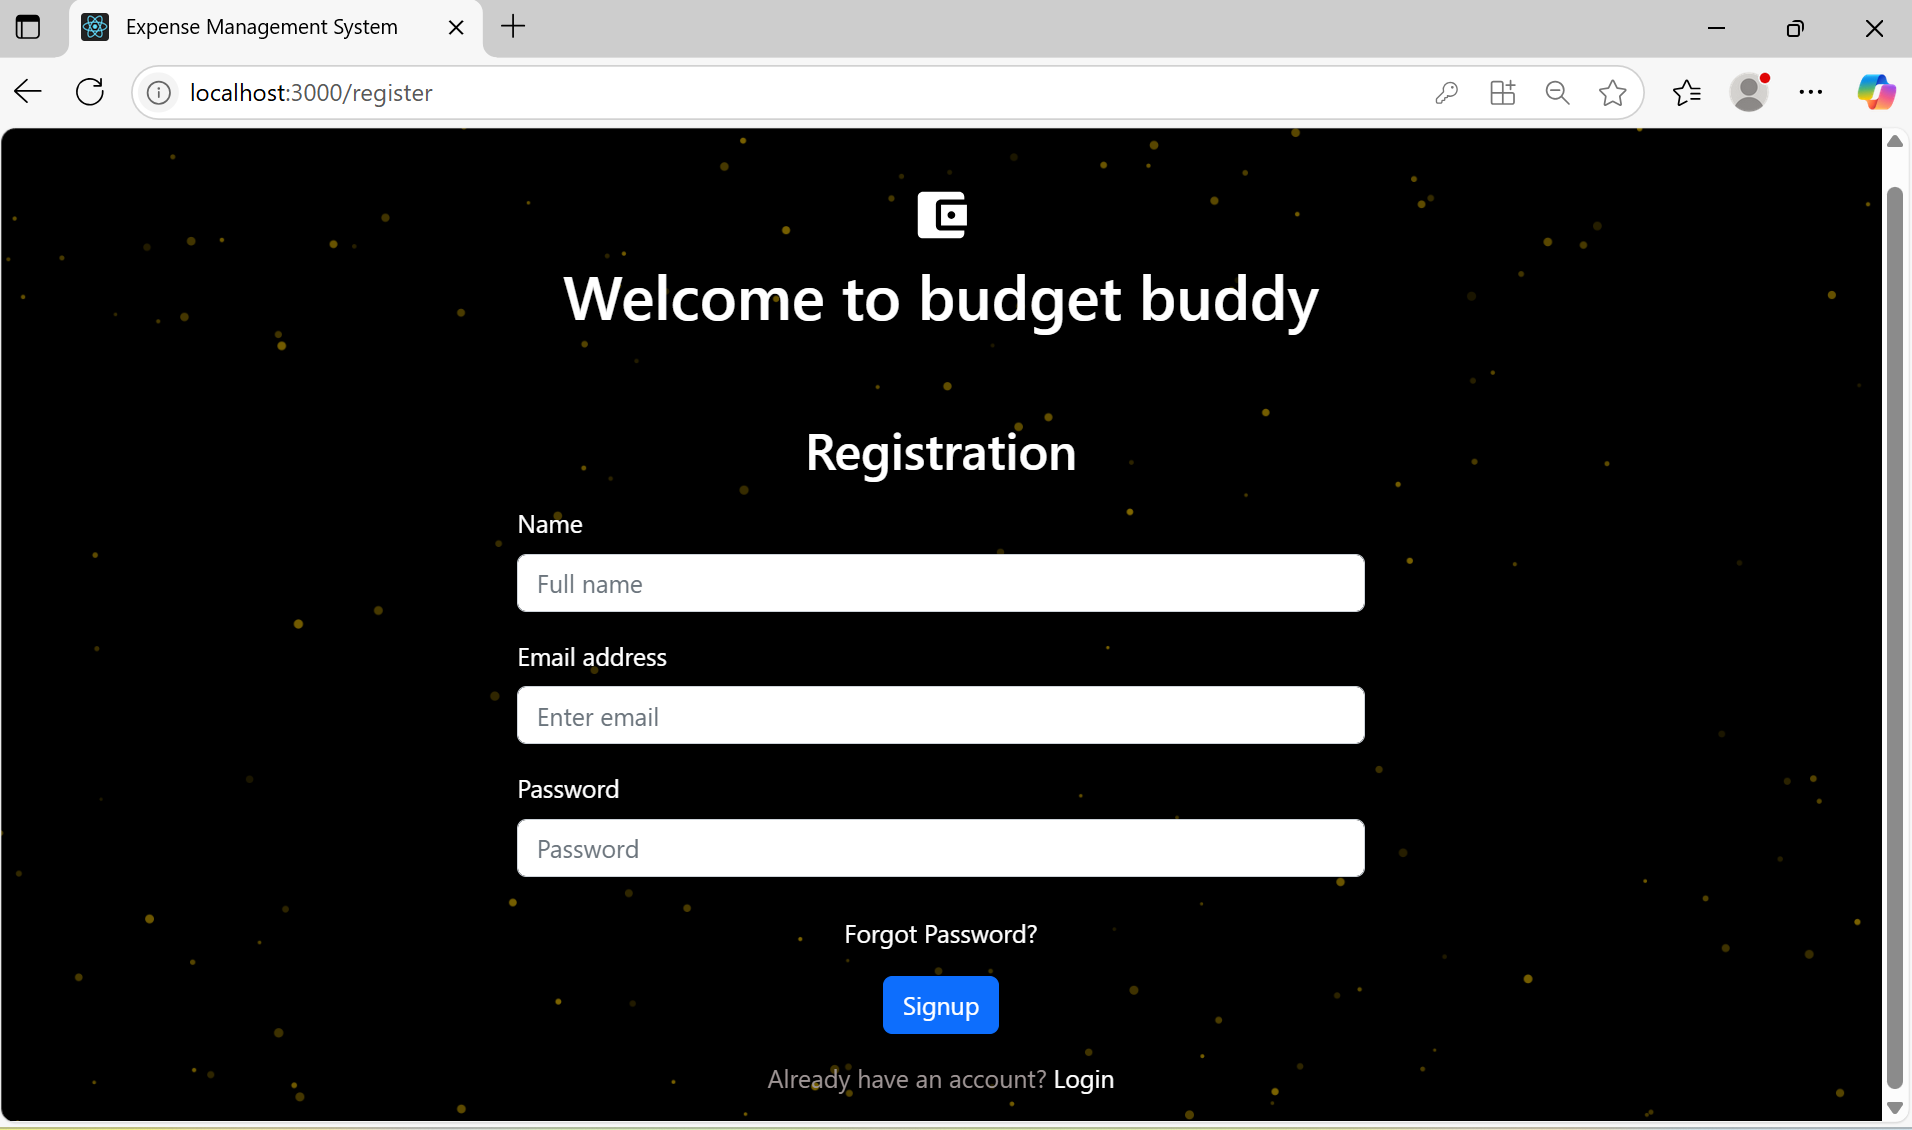 Expense Management System
localhost:3000/register
Welcome to budget buddy
Registration
Name
Full name
Email address
Enter email
Password
Password
Forgot Password?
Signup
Already have an account? Login